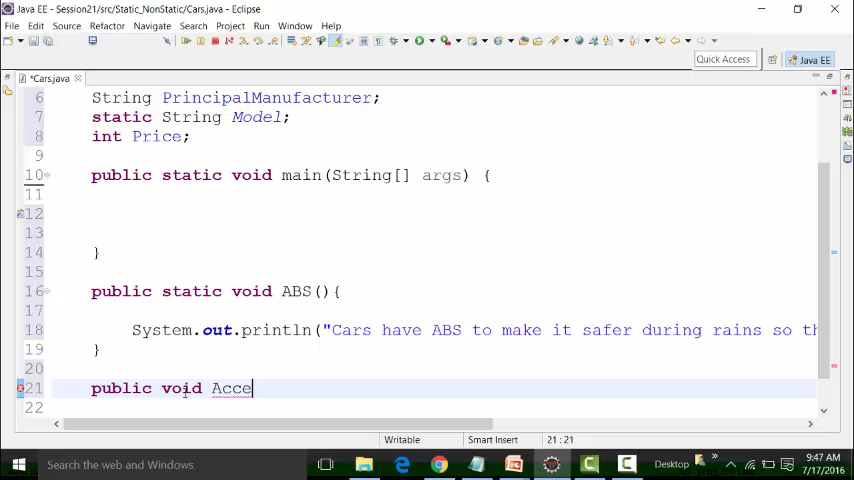 Java EE - Session21/src/Static_NonStatic/Cars.java - Eclipse
File Edit Source Refactor Navigate Search Project Run Window Help
Quick Access Java EE
*Cars.java
6 String PrincipalManufacturer;
7 static String Model;
8 int Price;
9
10 public static void main(String[] args) {
11
12
13
14 }
15
16 public static void ABS(){
17
18 System.out.println("Cars have ABS to make it safer during rains so th
19 }
20
21 public void Acce
22
Writable Smart Insert 21 : 21
Search the web and Windows Desktop 9:47 AM
7/17/2016